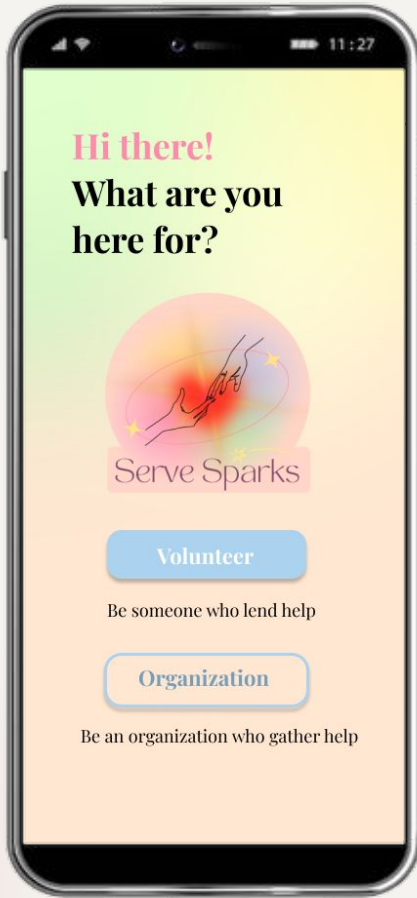 11:27
Hi there!
What are you
here for?
Serve Sparks
Volunteer
Be someone who lend help
Organization
Be an organization who gather help